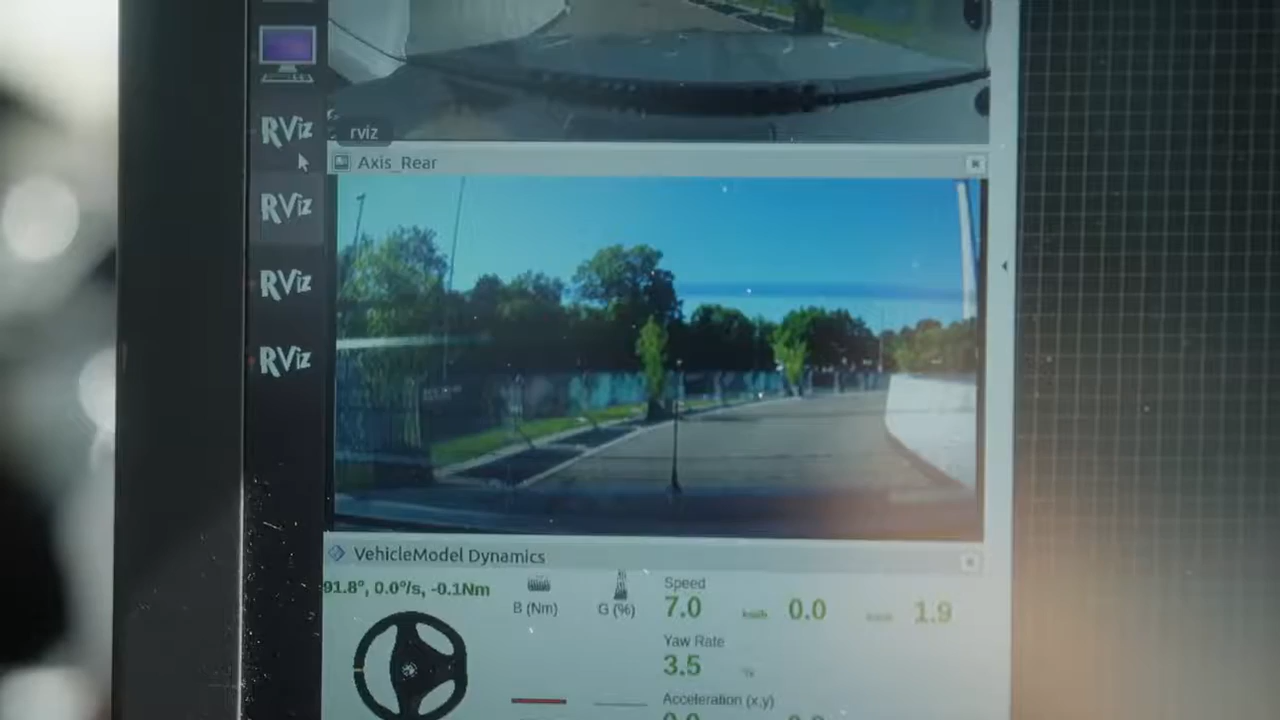 RViz
rviz
Axis_Rear
RViz
RViz
RViz
VehicleModel Dynamics
91.8°, 0.0°/s, -0.1Nm
B (Nm)
G (%)
Speed
7.0
0.0
1.9
Yaw Rate
3.5
Acceleration (x,y)